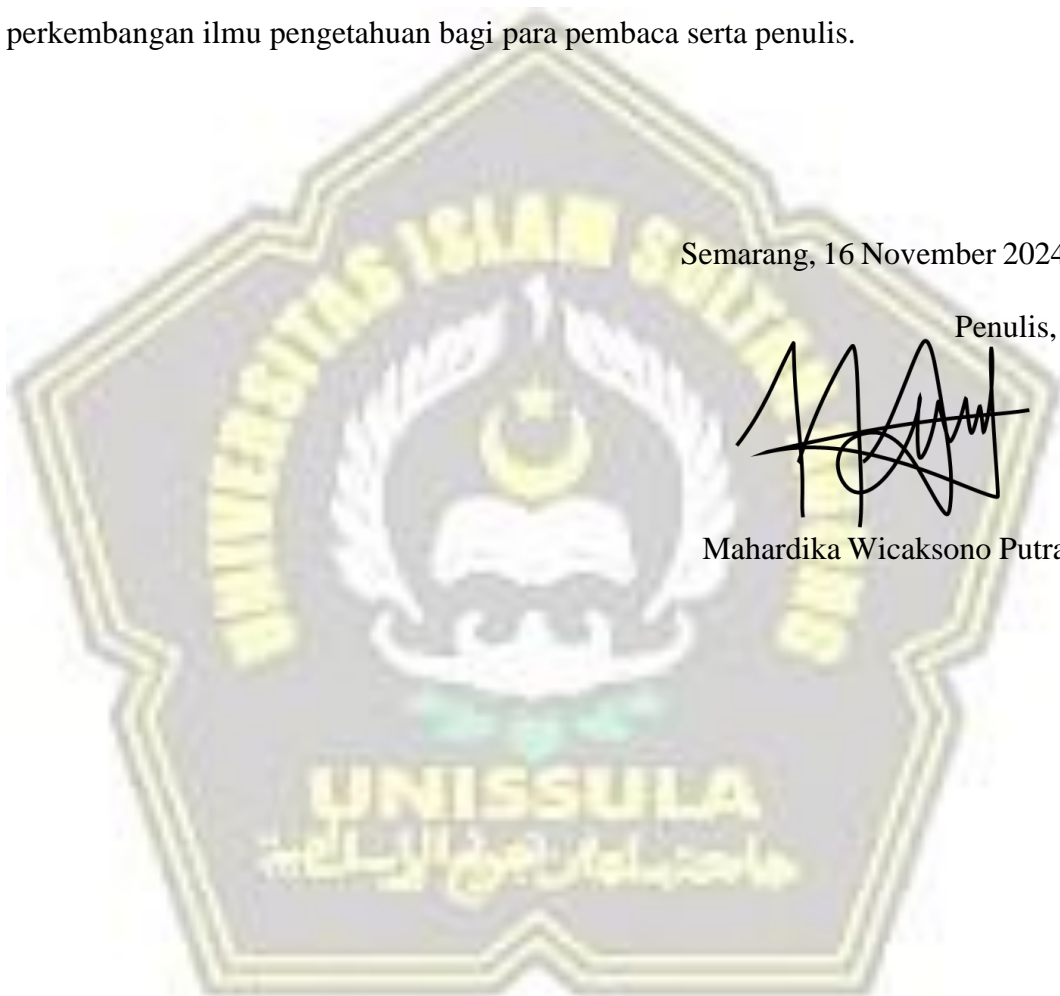 perkembangan ilmu pengetahuan bagi para pembaca serta penulis.
Semarang, 16 November 2024
Penulis,
Mahardika Wicaksono Putra
UNIVERSITAS ISLAM SULTAN AGUNG
UNISSULA
جامعة سلطان أجونج الإسلامية